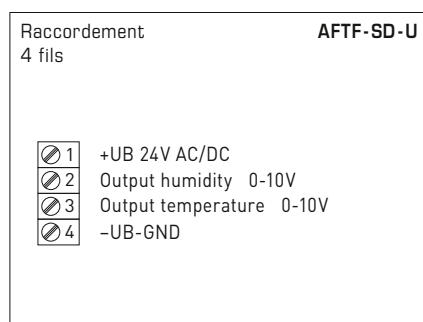 Raccordement AFTF-SD-U
4 fils
1 +UB 24V AC/DC
2 Output humidity 0-10V
3 Output temperature 0-10V
4 –UB-GND